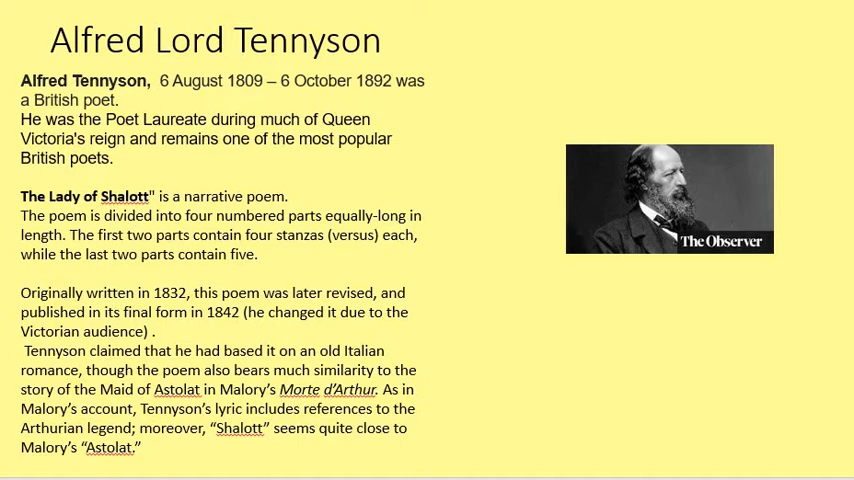 Alfred Lord Tennyson
Alfred Tennyson, 6 August 1809 – 6 October 1892 was
a British poet.
He was the Poet Laureate during much of Queen
Victoria's reign and remains one of the most popular
British poets.
The Lady of Shalott" is a narrative poem.
The poem is divided into four numbered parts equally-long in
length. The first two parts contain four stanzas (versus) each,
while the last two parts contain five.
Originally written in 1832, this poem was later revised, and
published in its final form in 1842 (he changed it due to the
Victorian audience) .
Tennyson claimed that he had based it on an old Italian
romance, though the poem also bears much similarity to the
story of the Maid of Astolat in Malory’s Morte d’Arthur. As in
Malory’s account, Tennyson’s lyric includes references to the
Arthurian legend; moreover, “Shalott” seems quite close to
Malory’s “Astolat.”
The Observer